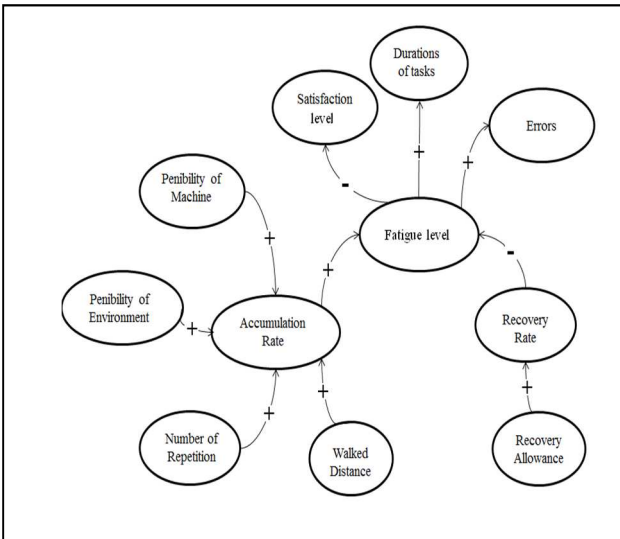 Durations
of tasks
Satisfaction
level
Errors
-
+
+
Penibility of
Machine
Fatigue level
+
+
-
Penibility of
Environment
+
Accumulation
Rate
Recovery
Rate
+
+
+
Number of
Repetition
Walked
Distance
Recovery
Allowance